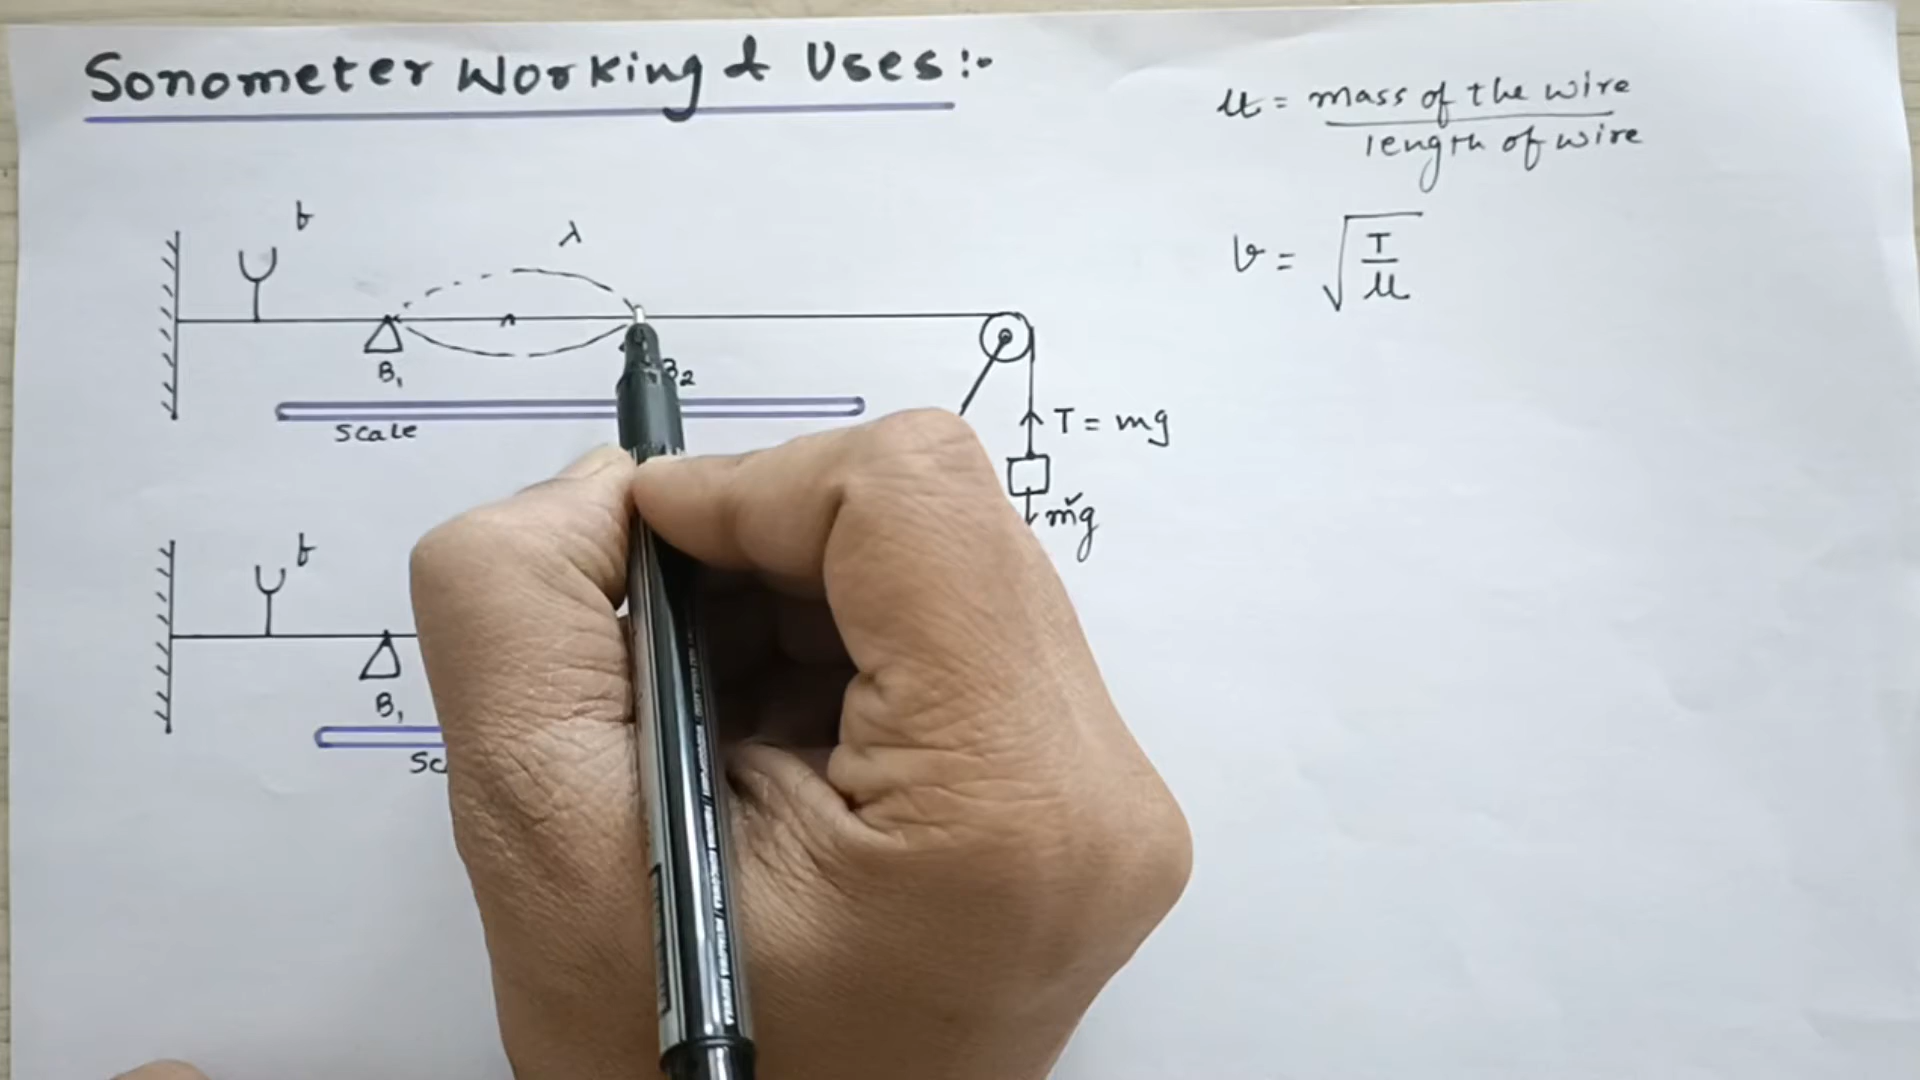 Sonometer Working & Uses :-
μ = mass of the wire
length of wire
f
λ
v = √T/μ
B₁
B₂
Scale
T = mg
mg
f
B₁
Sc